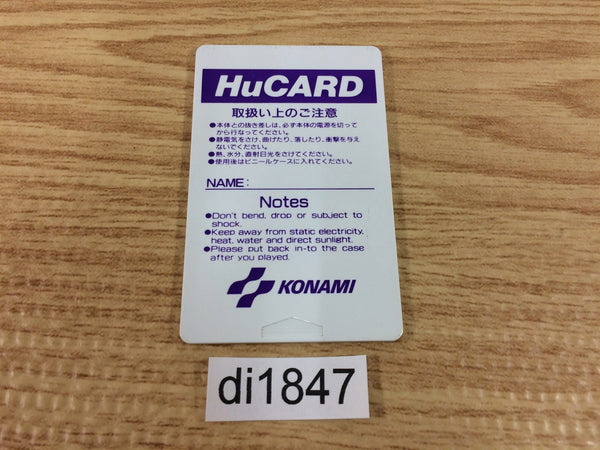 HuCARD
取扱い上のご注意
●本体との抜き差しは、必ず本体の電源を切って
から行なってください。
●静電気をさけ、曲げたり、落したり、衝撃を与え
ないでください。
●熱、水分、直射日光をさけてください。
●使用後はビニールケースに入れてください。
NAME:
Notes
●Don't bend, drop or subject to
shock.
●Keep away from static electricity,
heat, water and direct sunlight.
●Please put back in-to the case
after you played.
KONAMI
di1847